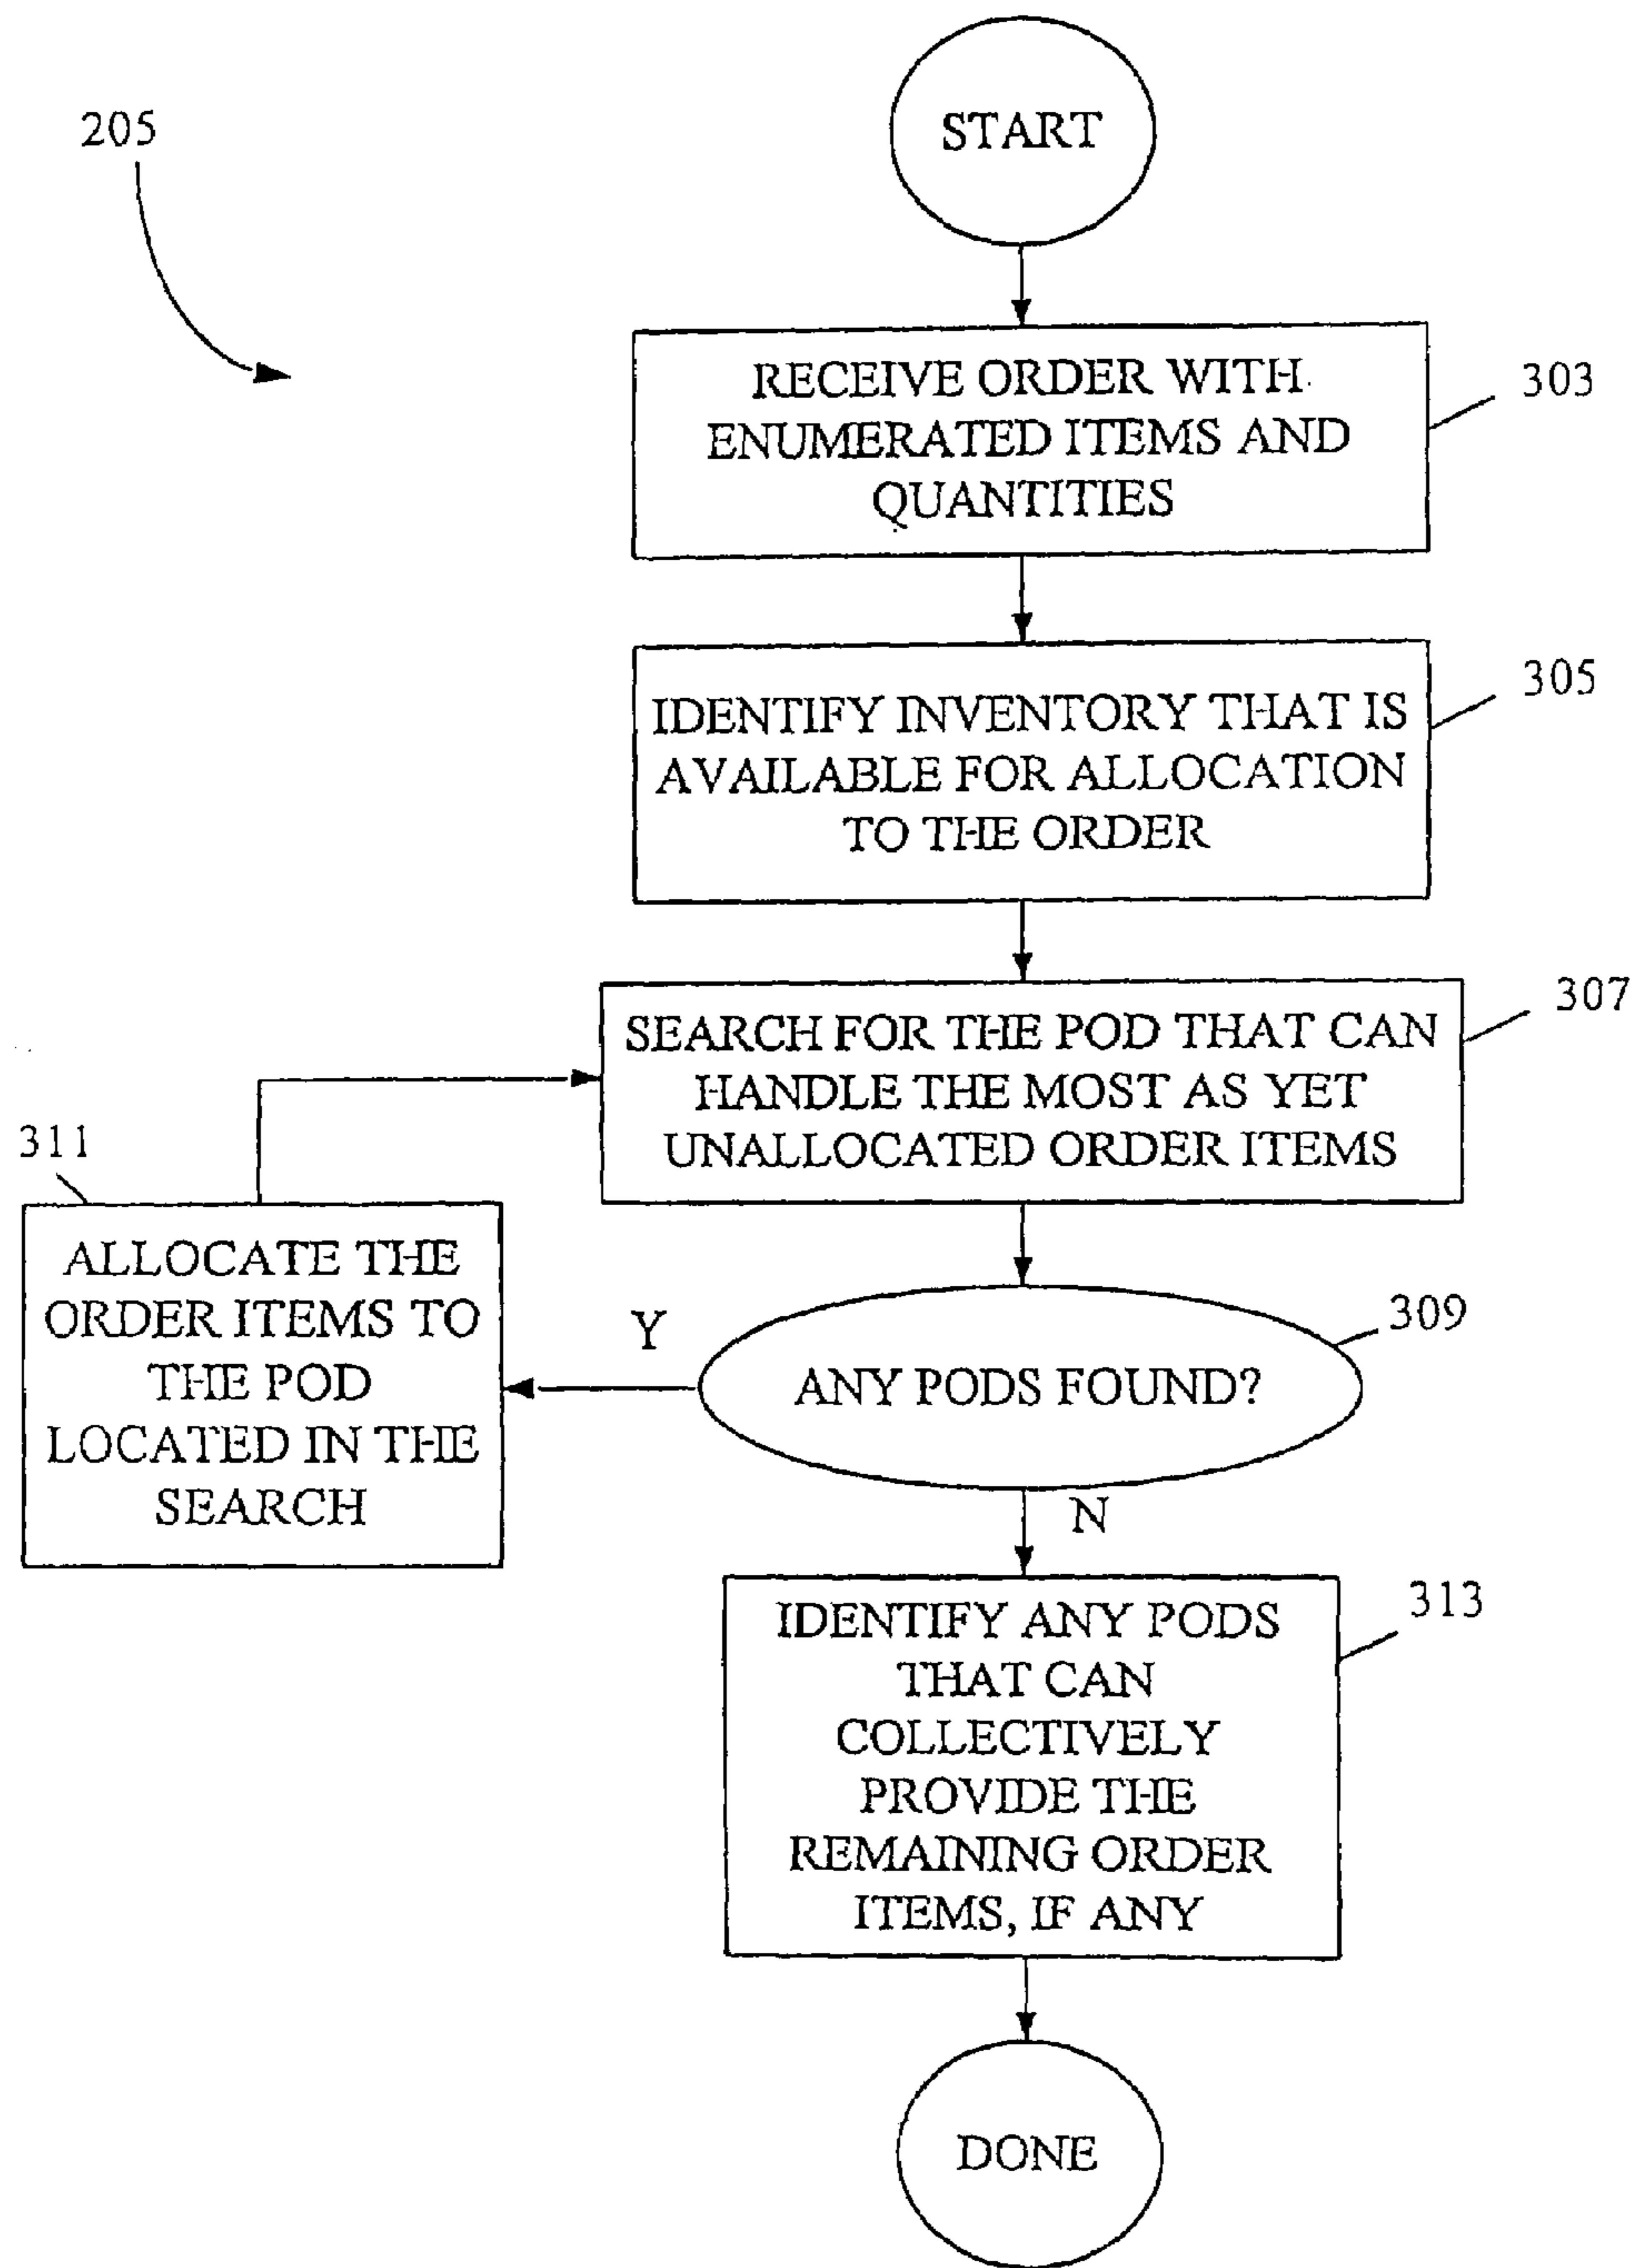 START
205
RECEIVE ORDER WITH
ENUMERATED ITEMS AND
QUANTITIES
303
IDENTIFY INVENTORY THAT IS
AVAILABLE FOR ALLOCATION
TO THE ORDER
305
SEARCH FOR THE POD THAT CAN
HANDLE THE MOST AS YET
UNALLOCATED ORDER ITEMS
307
311
ALLOCATE THE
ORDER ITEMS TO
THE POD
LOCATED IN THE
SEARCH
Y
ANY PODS FOUND?
309
N
IDENTIFY ANY PODS
THAT CAN
COLLECTIVELY
PROVIDE THE
REMAINING ORDER
ITEMS, IF ANY
313
DONE